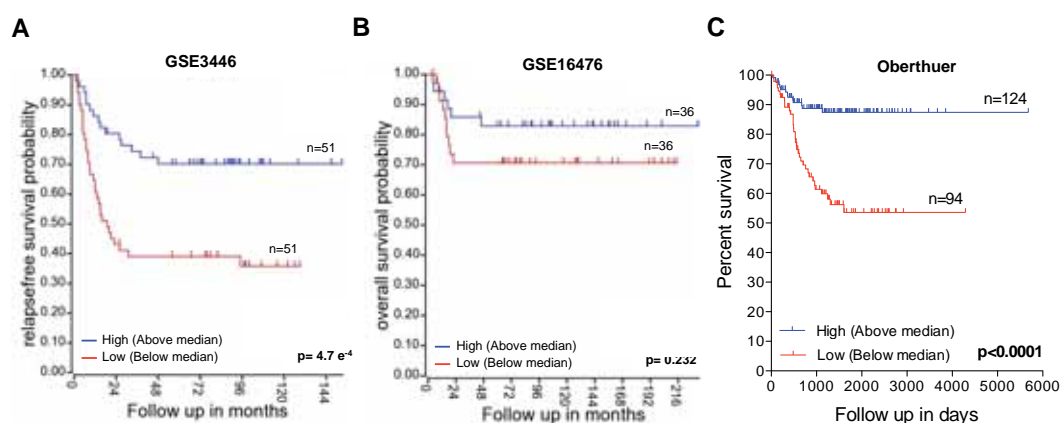 A
GSE3446
relapsefree survival probability
1.00
0.90
0.80
0.70
0.60
0.50
0.40
0.30
0.20
0.10
0.00
n=51
n=51
High (Above median)
Low (Below median)
p= 4.7 e-4
0 24 48 72 96 120 144
Follow up in months
B
GSE16476
overall survival probability
1.00
0.90
0.80
0.70
0.60
0.50
0.40
0.30
0.20
0.10
0.00
n=36
n=36
High (Above median)
Low (Below median)
p= 0.232
0 24 48 72 96 120 144 168 192 216
Follow up in months
C
Oberthuer
Percent survival
100
90
80
70
60
50
40
30
20
10
0
n=124
n=94
High (Above median)
Low (Below median)
p<0.0001
0 1000 2000 3000 4000 5000 6000
Follow up in days